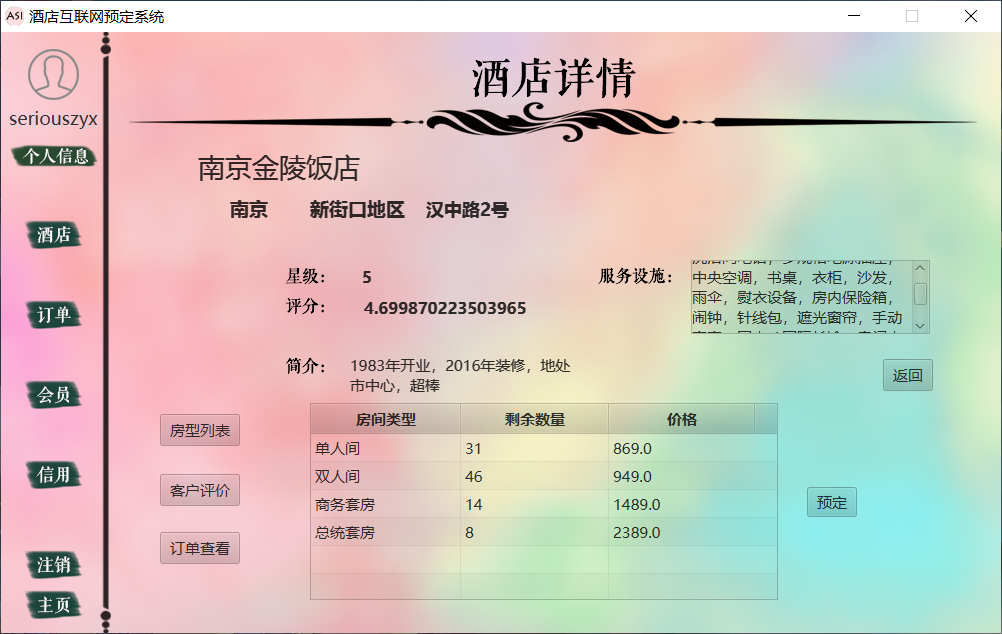 ASI 酒店互联网预定系统
酒店详情
seriouszyx
个人信息
酒店
订单
会员
信用
注销
主页
南京金陵饭店
南京 新街口地区 汉中路2号
星级： 5
评分： 4.699870223503965
服务设施：
中央空调，书桌，衣柜，沙发，
雨伞，熨衣设备，房内保险箱，
闹钟，针线包，遮光窗帘，手动
简介： 1983年开业，2016年装修，地处
市中心，超棒
返回
房型列表
客户评价
订单查看
房间类型 剩余数量 价格
单人间 31 869.0
双人间 46 949.0
商务套房 14 1489.0
总统套房 8 2389.0
预定